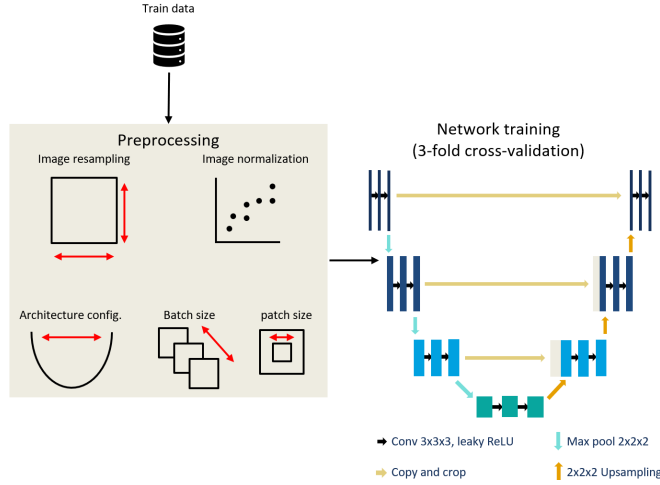 Train data
Preprocessing
Image resampling
Image normalization
Architecture config.
Batch size
patch size
Network training
(3-fold cross-validation)
Conv 3x3x3, leaky ReLU
Max pool 2x2x2
Copy and crop
2x2x2 Upsampling